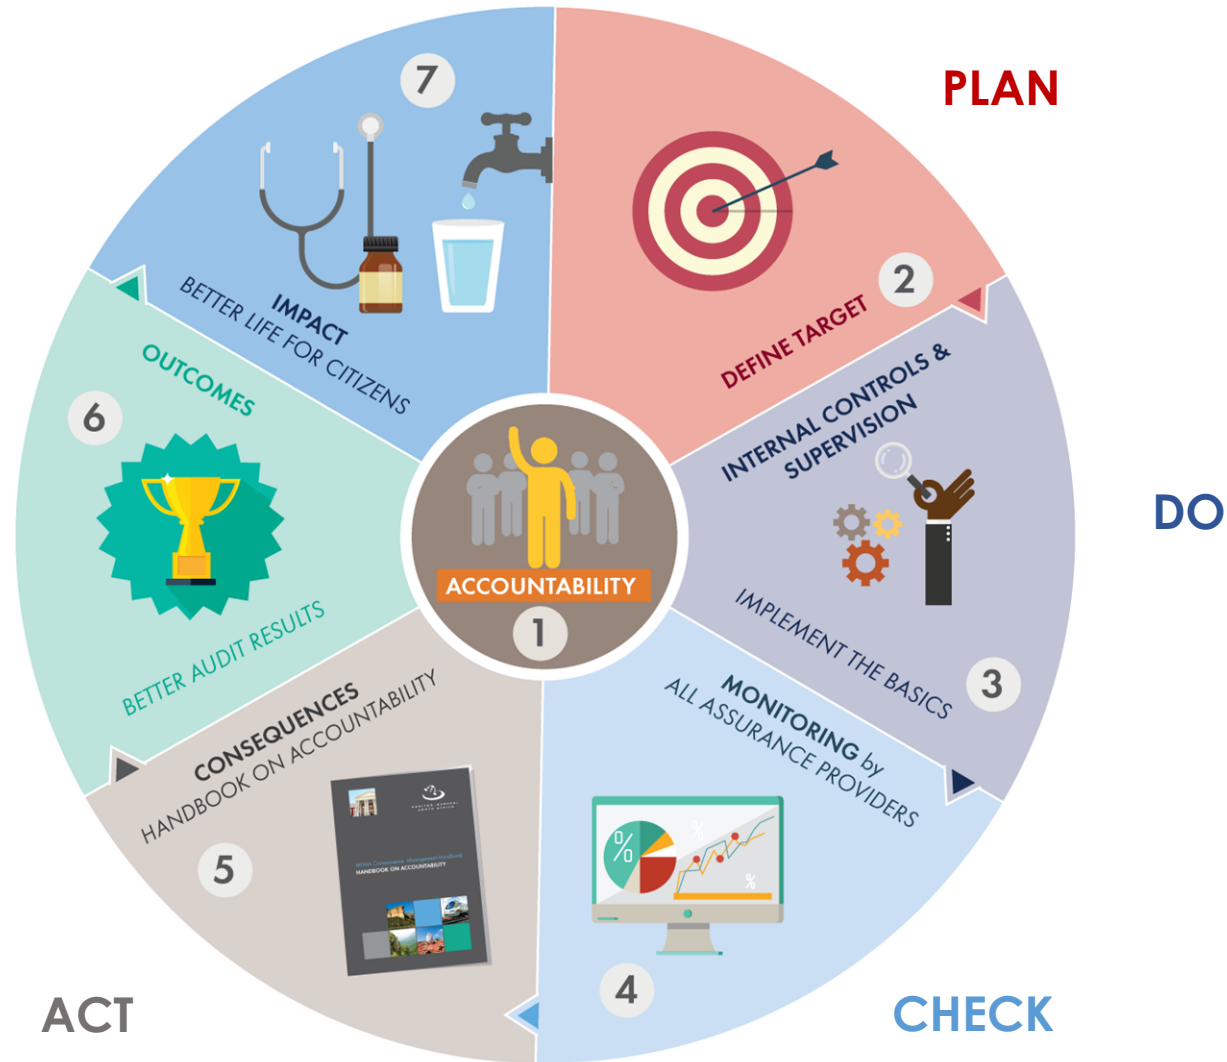 PLAN
DO
CHECK
ACT
1
ACCOUNTABILITY
2
DEFINE TARGET
3
INTERNAL CONTROLS &
SUPERVISION
IMPLEMENT THE BASICS
4
MONITORING by
ALL ASSURANCE PROVIDERS
%
%
%
5
CONSEQUENCES
HANDBOOK ON ACCOUNTABILITY
HANDBOOK ON ACCOUNTABILITY
6
OUTCOMES
BETTER AUDIT RESULTS
7
IMPACT
BETTER LIFE FOR CITIZENS